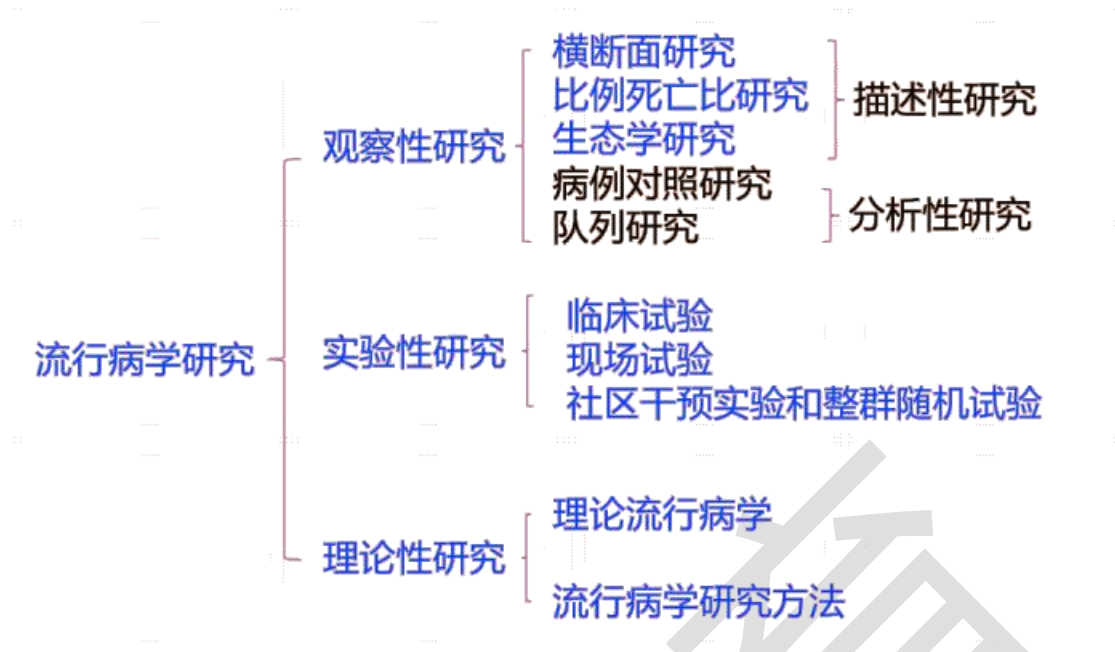 横断面研究
比例死亡比研究
生态学研究
描述性研究
观察性研究
病例对照研究
队列研究
分析性研究
流行病学研究
实验性研究
临床试验
现场试验
社区干预实验和整群随机试验
理论性研究
理论流行病学
流行病学研究方法